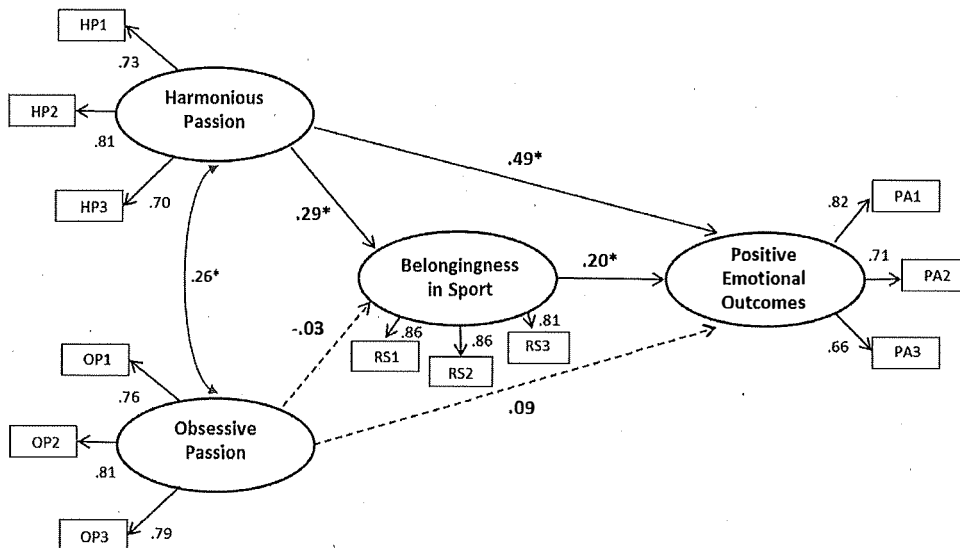 HP1
.73
Harmonious
Passion
HP2
.81
.49*
HP3
.70
.29*
.82
PA1
Belongingness
in Sport
.20*
Positive
Emotional
Outcomes
.71
PA2
.26*
-.03
.86
.86
.81
RS1
RS2
RS3
.66
PA3
OP1
.76
.09
Obsessive
Passion
OP2
.81
OP3
.79